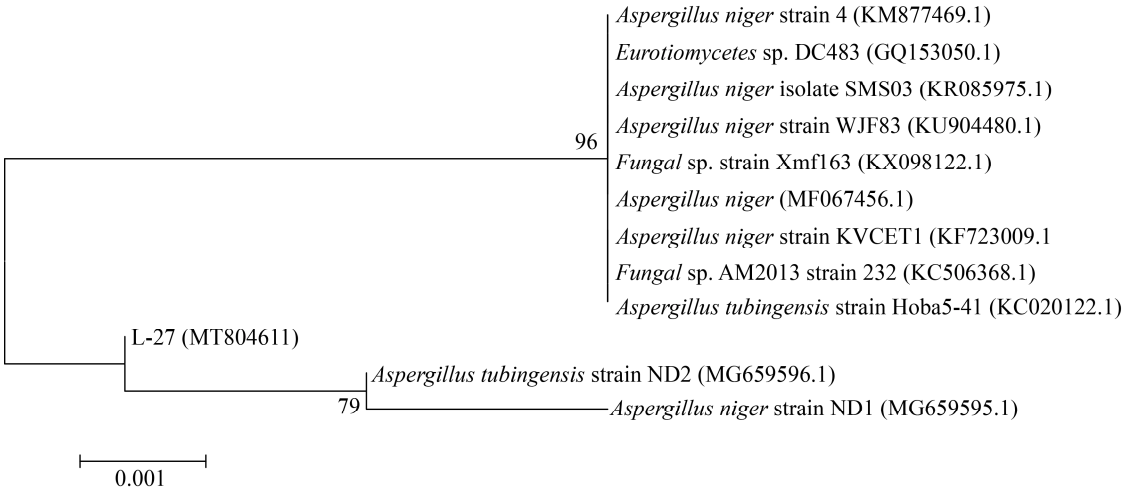 Aspergillus niger strain 4 (KM877469.1)
Eurotiomycetes sp. DC483 (GQ153050.1)
Aspergillus niger isolate SMS03 (KR085975.1)
Aspergillus niger strain WJF83 (KU904480.1)
96
Fungal sp. strain Xmf163 (KX098122.1)
Aspergillus niger (MF067456.1)
Aspergillus niger strain KVCET1 (KF723009.1
Fungal sp. AM2013 strain 232 (KC506368.1)
Aspergillus tubingensis strain Hoba5-41 (KC020122.1)
L-27 (MT804611)
Aspergillus tubingensis strain ND2 (MG659596.1)
79
Aspergillus niger strain ND1 (MG659595.1)
0.001